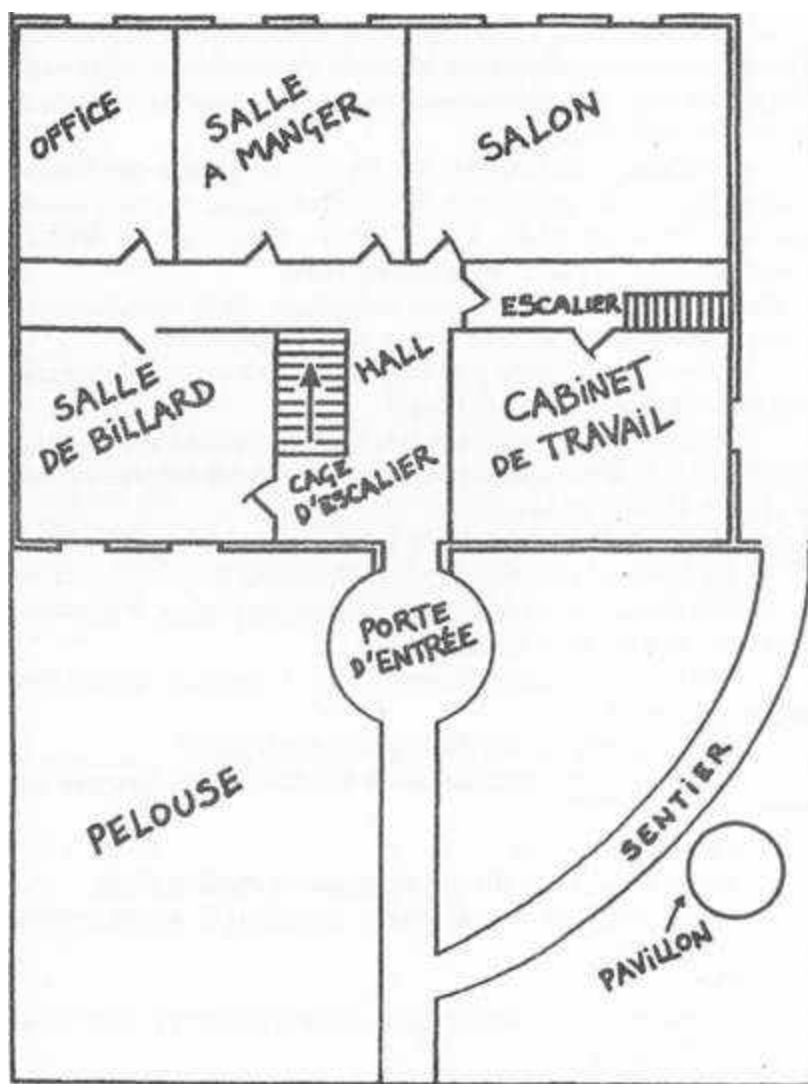 OFFICE
SALLE
A MANGER
SALON
ESCALIER
SALLE
DE BILLARD
HALL
CABiNET
DE TRAVAiL
CAGE
D'ESCALIER
PORTE
D'ENTRÉE
PELOUSE
SENTIER
PAViLLON